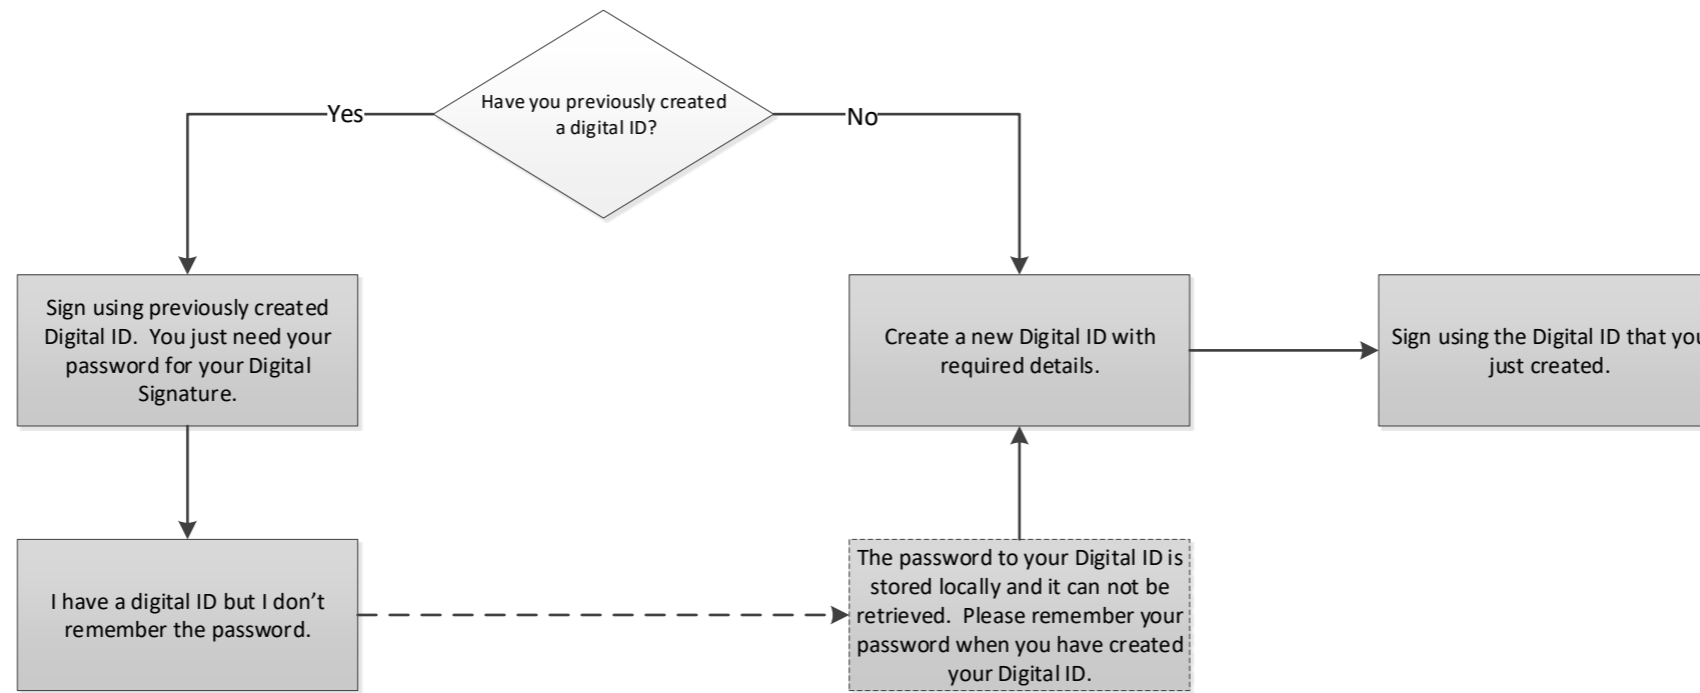 Have you previously created
a digital ID?
Yes
No
Sign using previously created
Digital ID.  You just need your
password for your Digital
Signature.
Create a new Digital ID with
required details.
Sign using the Digital ID that you
just created.
I have a digital ID but I don’t
remember the password.
The password to your Digital ID is
stored locally and it can not be
retrieved.  Please remember your
password when you have created
your Digital ID.